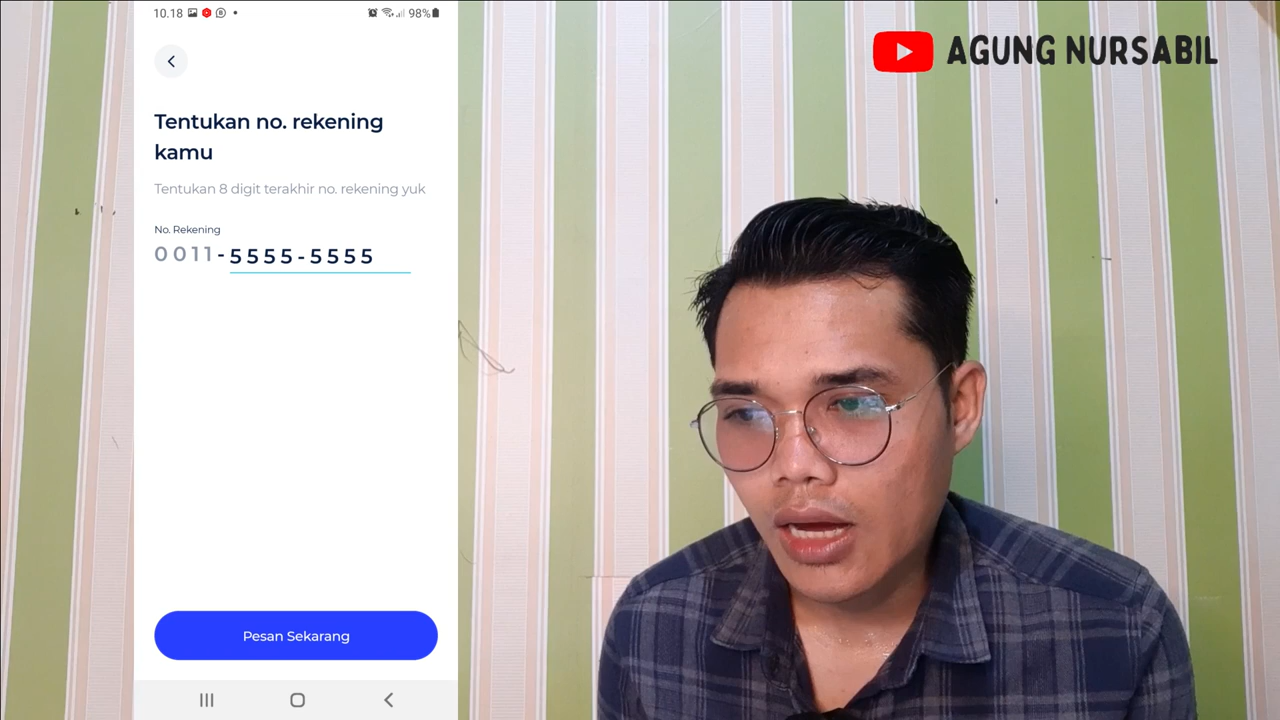 10.18
98%
AGUNG NURSABIL
Tentukan no. rekening
kamu
Tentukan 8 digit terakhir no. rekening yuk
No. Rekening
0011-5555-5555
Pesan Sekarang